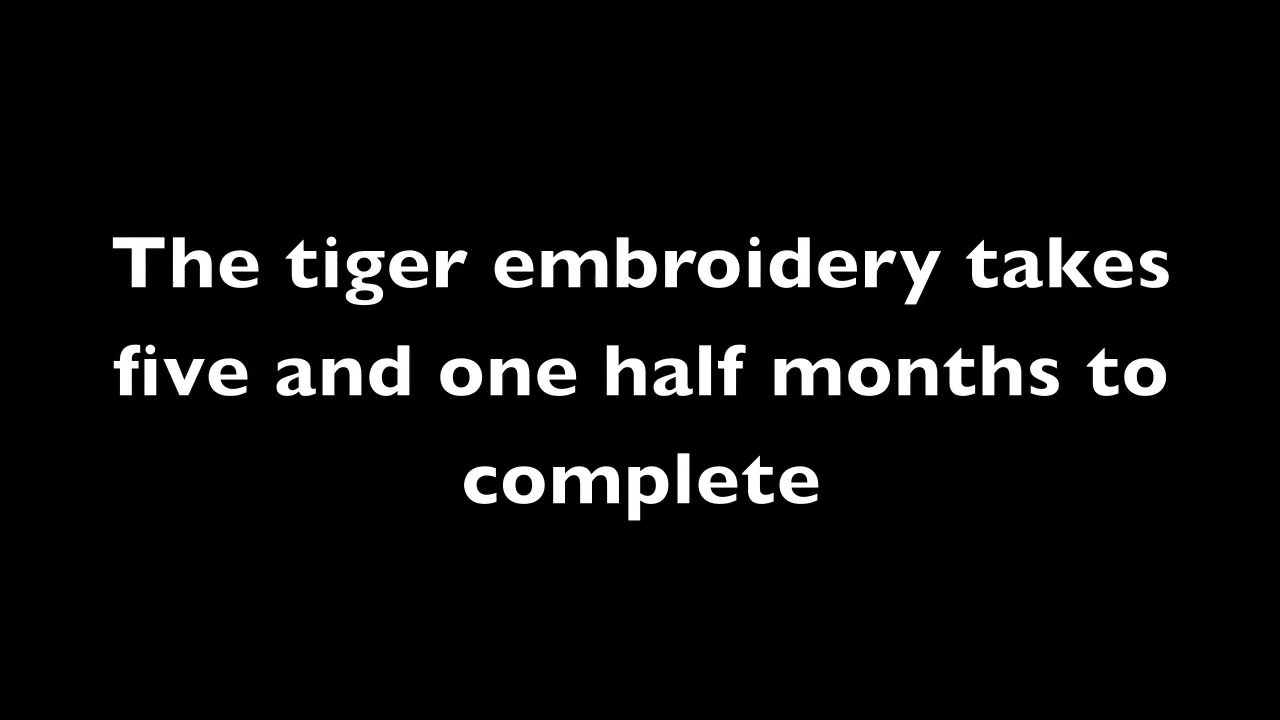 The tiger embroidery takes
five and one half months to
complete